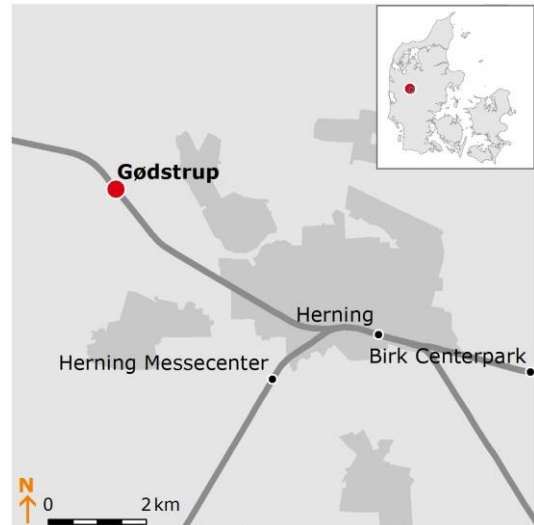 Gødstrup
Herning
Herning Messecenter
Birk Centerpark
N
0 2 km